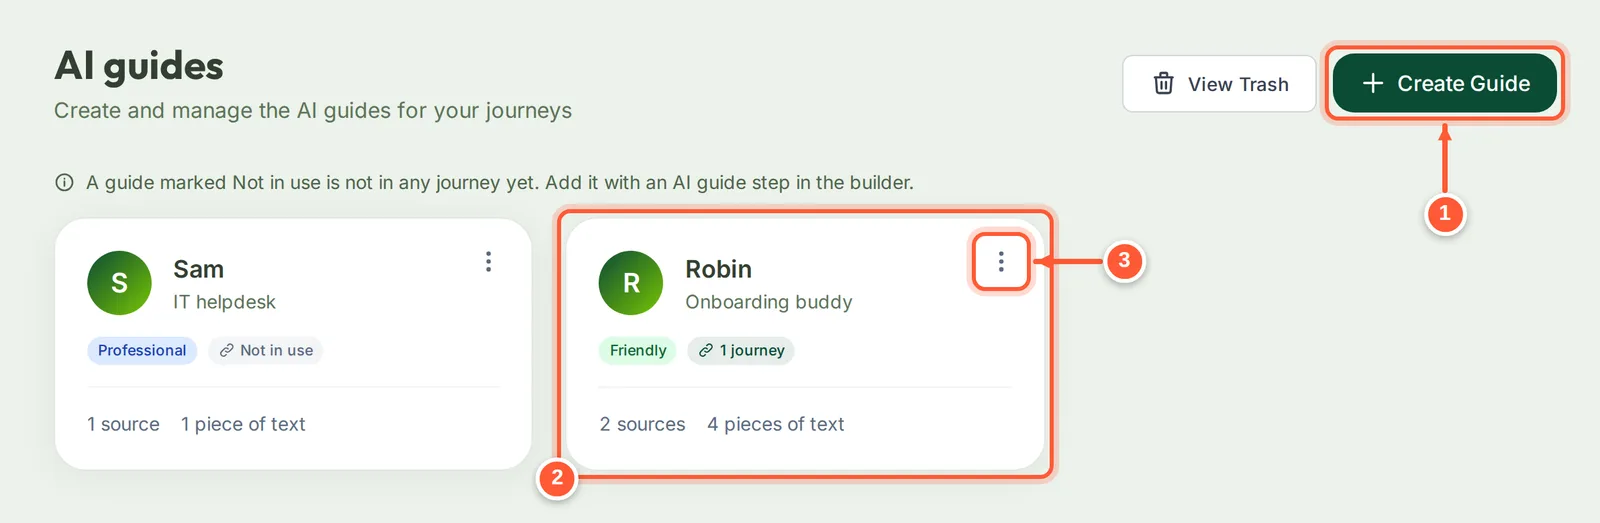 AI guides
Create and manage the AI guides for your journeys
View Trash
Create Guide
1
A guide marked Not in use is not in any journey yet. Add it with an AI guide step in the builder.
S
Sam
IT helpdesk
Professional
Not in use
1 source
1 piece of text
R
Robin
Onboarding buddy
3
Friendly
1 journey
2 sources
4 pieces of text
2